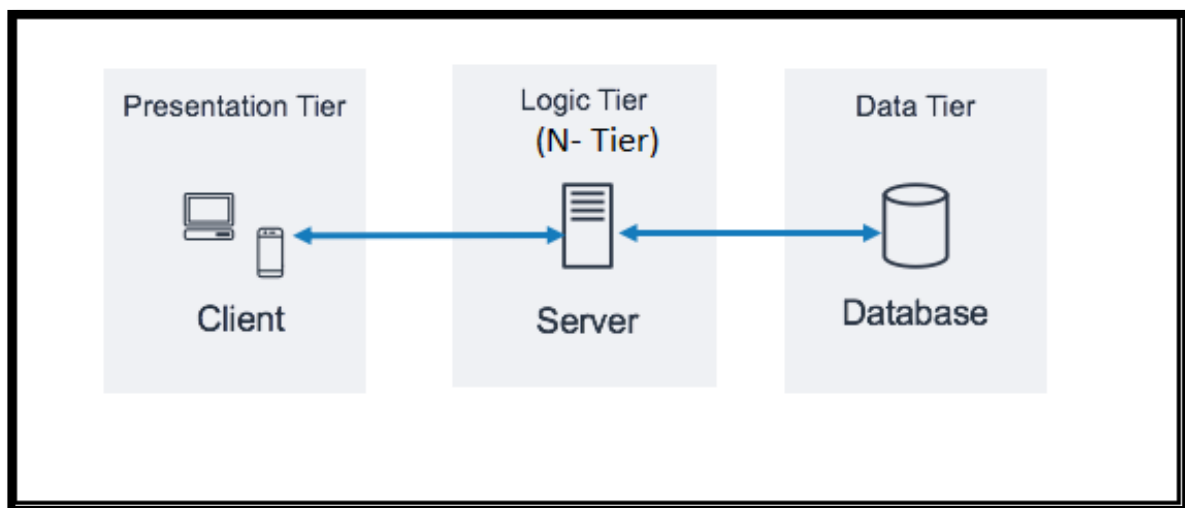 Presentation Tier
Client
Logic Tier
(N- Tier)
Server
Data Tier
Database